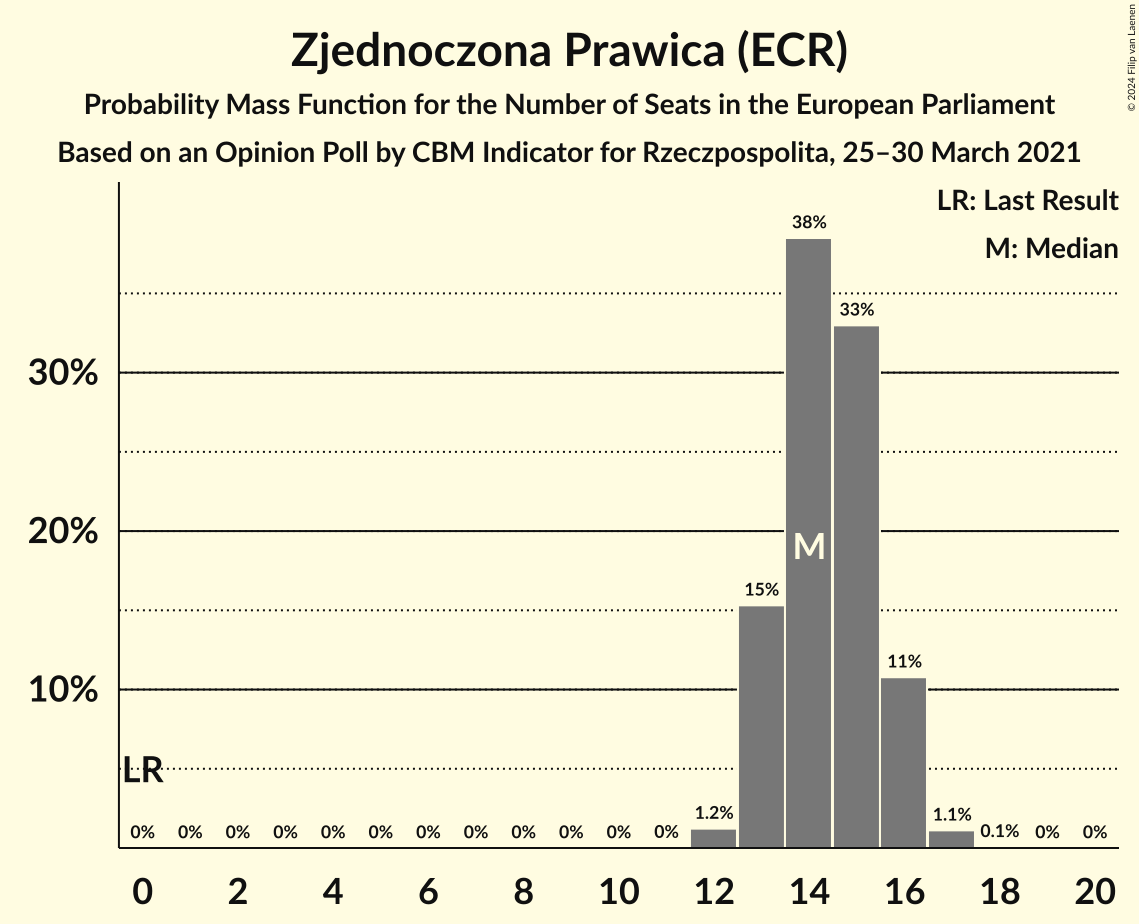 Zjednoczona Prawica (ECR)
Probability Mass Function for the Number of Seats in the European Parliament
Based on an Opinion Poll by CBM Indicator for Rzeczpospolita, 25–30 March 2021
© 2024 Filip van Laenen
LR: Last Result
M: Median
38%
33%
30%
20%
M
15%
11%
10%
LR
0% 0% 0% 0% 0% 0% 0% 0% 0% 0% 0% 0% 1.2% 1.1% 0.1% 0% 0%
0 2 4 6 8 10 12 14 16 18 20